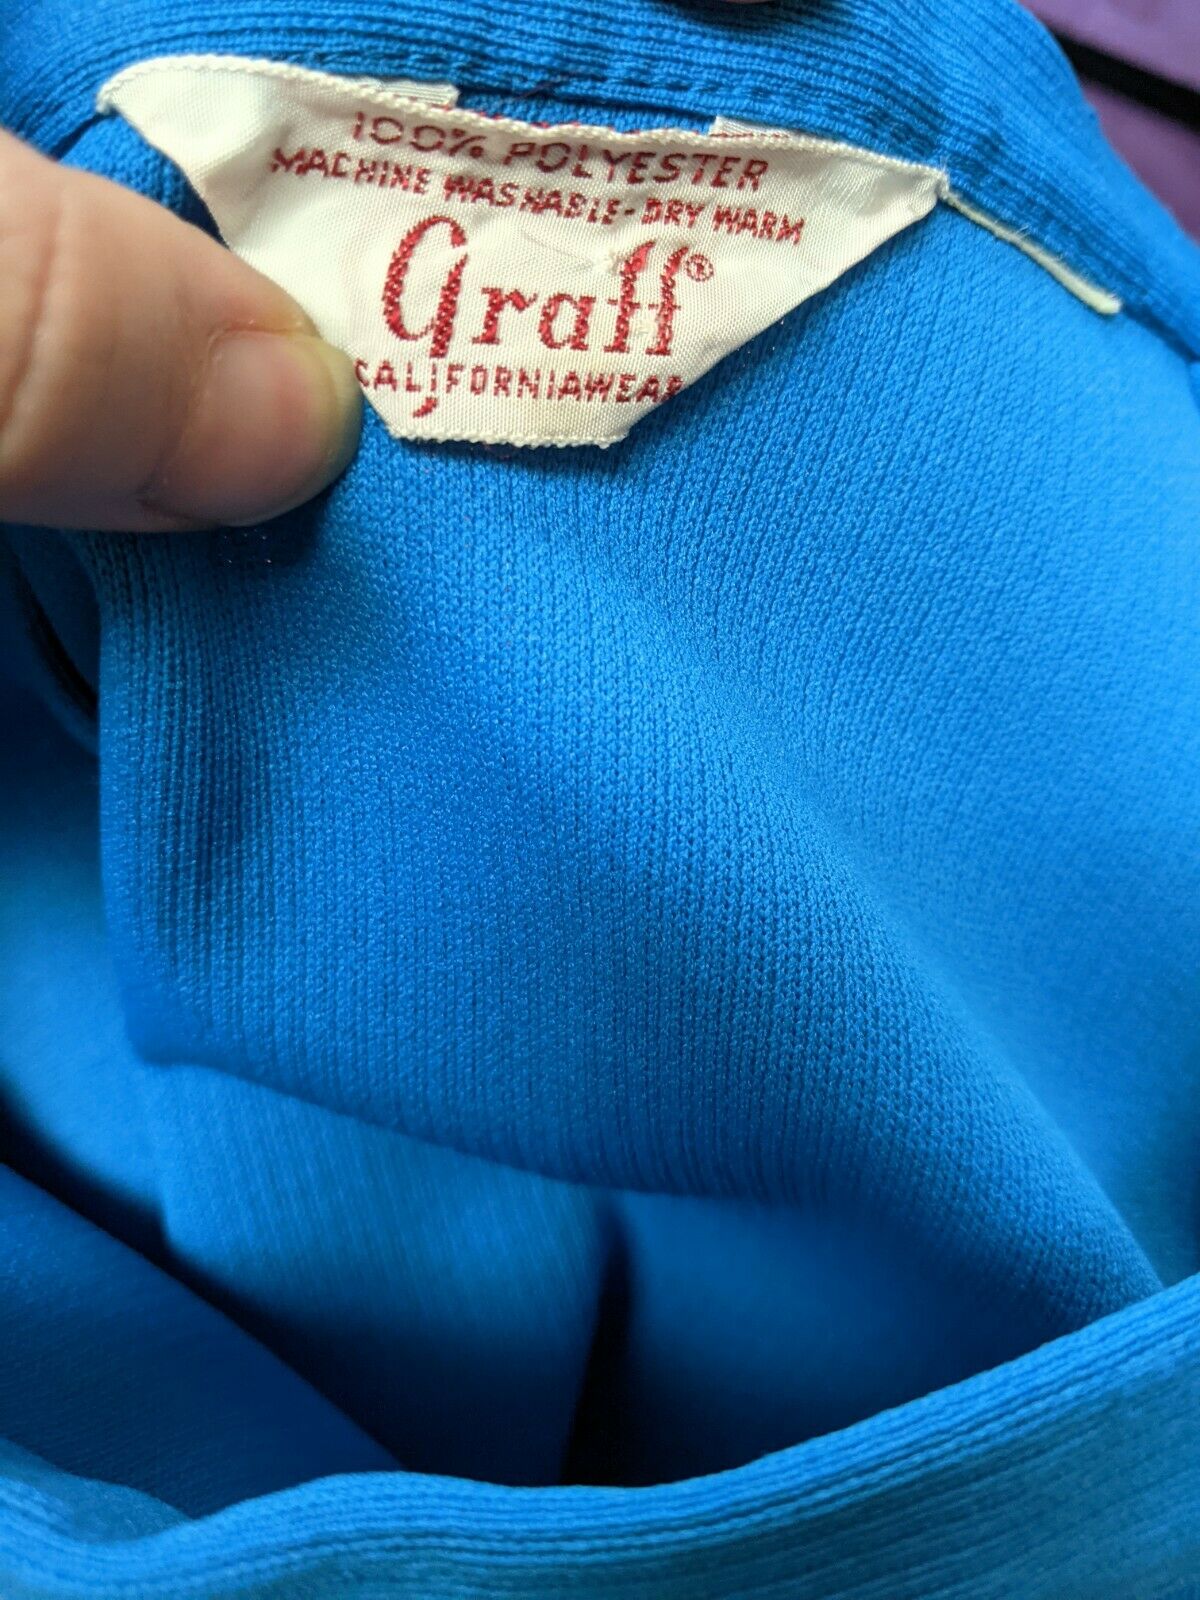 100% POLYESTER
MACHINE WASHABLE-DRY WARM
graff®
CALIFORNIAWEAR